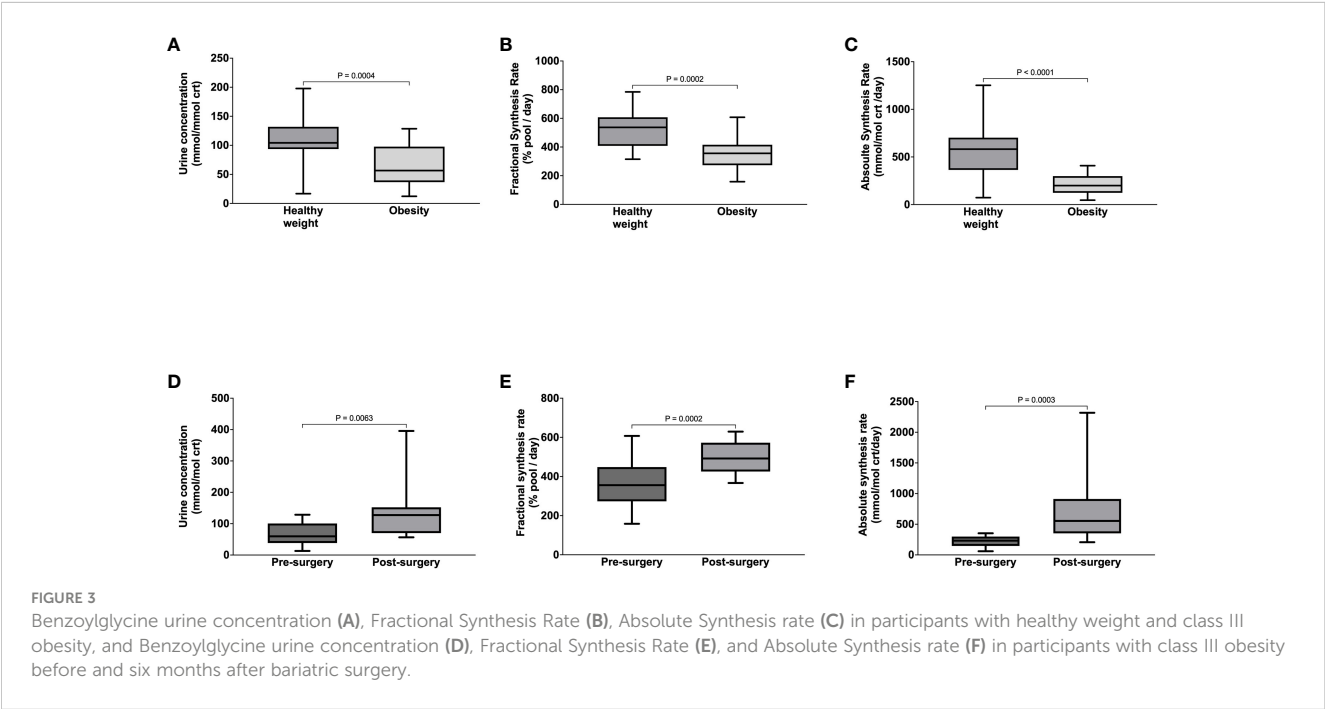 A
Urine concentration
(mmol/mmol crt)
250
200
150
100
50
0
P = 0.0004
Healthy
weight
Obesity
B
Fractional Synthesis Rate
(% pool / day)
1000
800
600
400
200
0
P = 0.0002
Healthy
weight
Obesity
C
Absoulte Synthesis Rate
(mmol/mol crt /day)
1500
1000
500
0
P < 0.0001
Healthy
weight
Obesity
D
Urine concentration
(mmol/mol crt)
500
400
300
200
100
0
P = 0.0063
Pre-surgery
Post-surgery
E
Fractional synthesis rate
(% pool / day)
800
600
400
200
0
P = 0.0002
Pre-surgery
Post-surgery
F
Absolute synthesis rate
(mmol/mol crt/day)
2500
2000
1500
1000
500
0
P = 0.0003
Pre-surgery
Post-surgery
FIGURE 3
Benzoylglycine urine concentration (A), Fractional Synthesis Rate (B), Absolute Synthesis rate (C) in participants with healthy weight and class III
obesity, and Benzoylglycine urine concentration (D), Fractional Synthesis Rate (E), and Absolute Synthesis rate (F) in participants with class III obesity
before and six months after bariatric surgery.